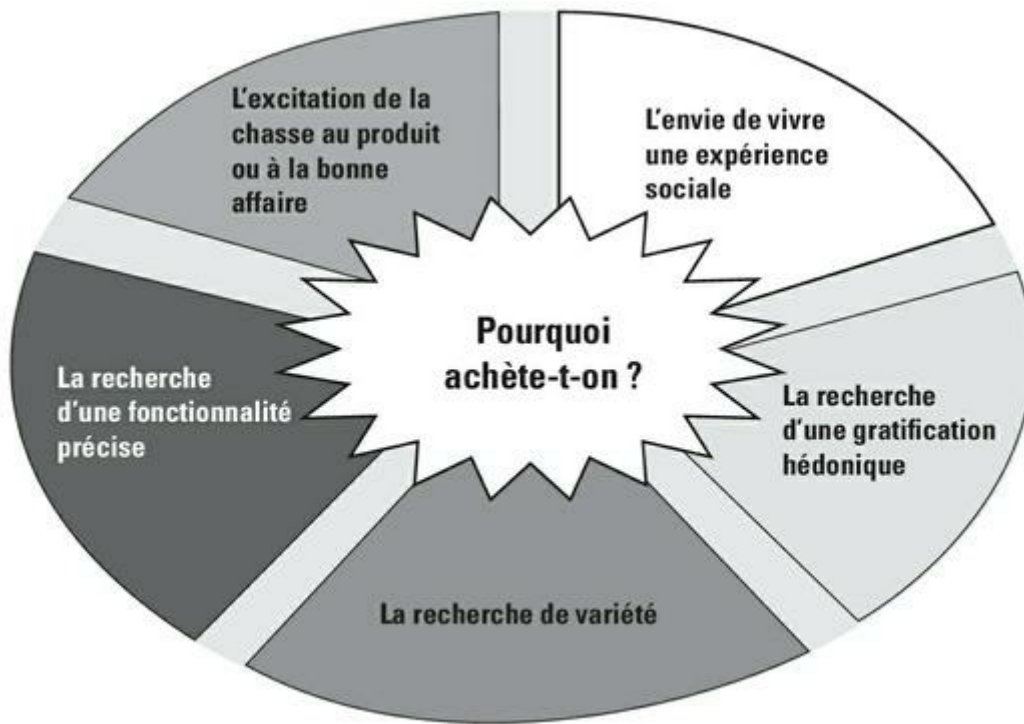 L'excitation de la
chasse au produit
ou à la bonne
affaire
L'envie de vivre
une expérience
sociale
Pourquoi
achète-t-on ?
La recherche
d'une fonctionnalité
précise
La recherche
d'une gratification
hédonique
La recherche de variété